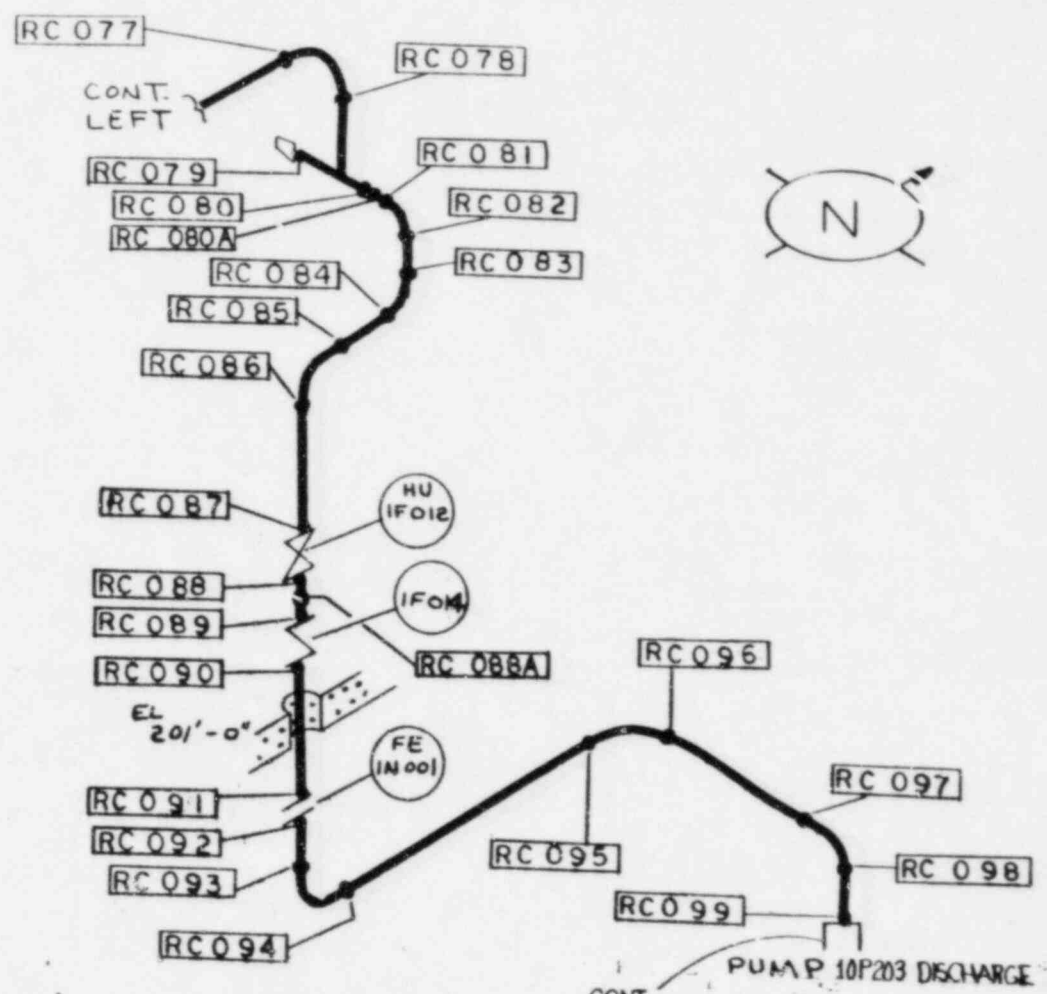 RC 077
RC 078
CONT.
LEFT
RC 081
RC 079
RC 080
RC 082
RC 080A
N
RC 083
RC 084
RC 085
RC 086
HU
1F012
RC 087
RC 088
1F014
RC 089
RC 088A
RC 096
RC 090
EL
201'-0"
FE
1N001
RC 097
RC 091
RC 092
RC 095
RC 098
RC 093
RC 099
RC 094
PUMP 10P203 DISCHARGE
CONT